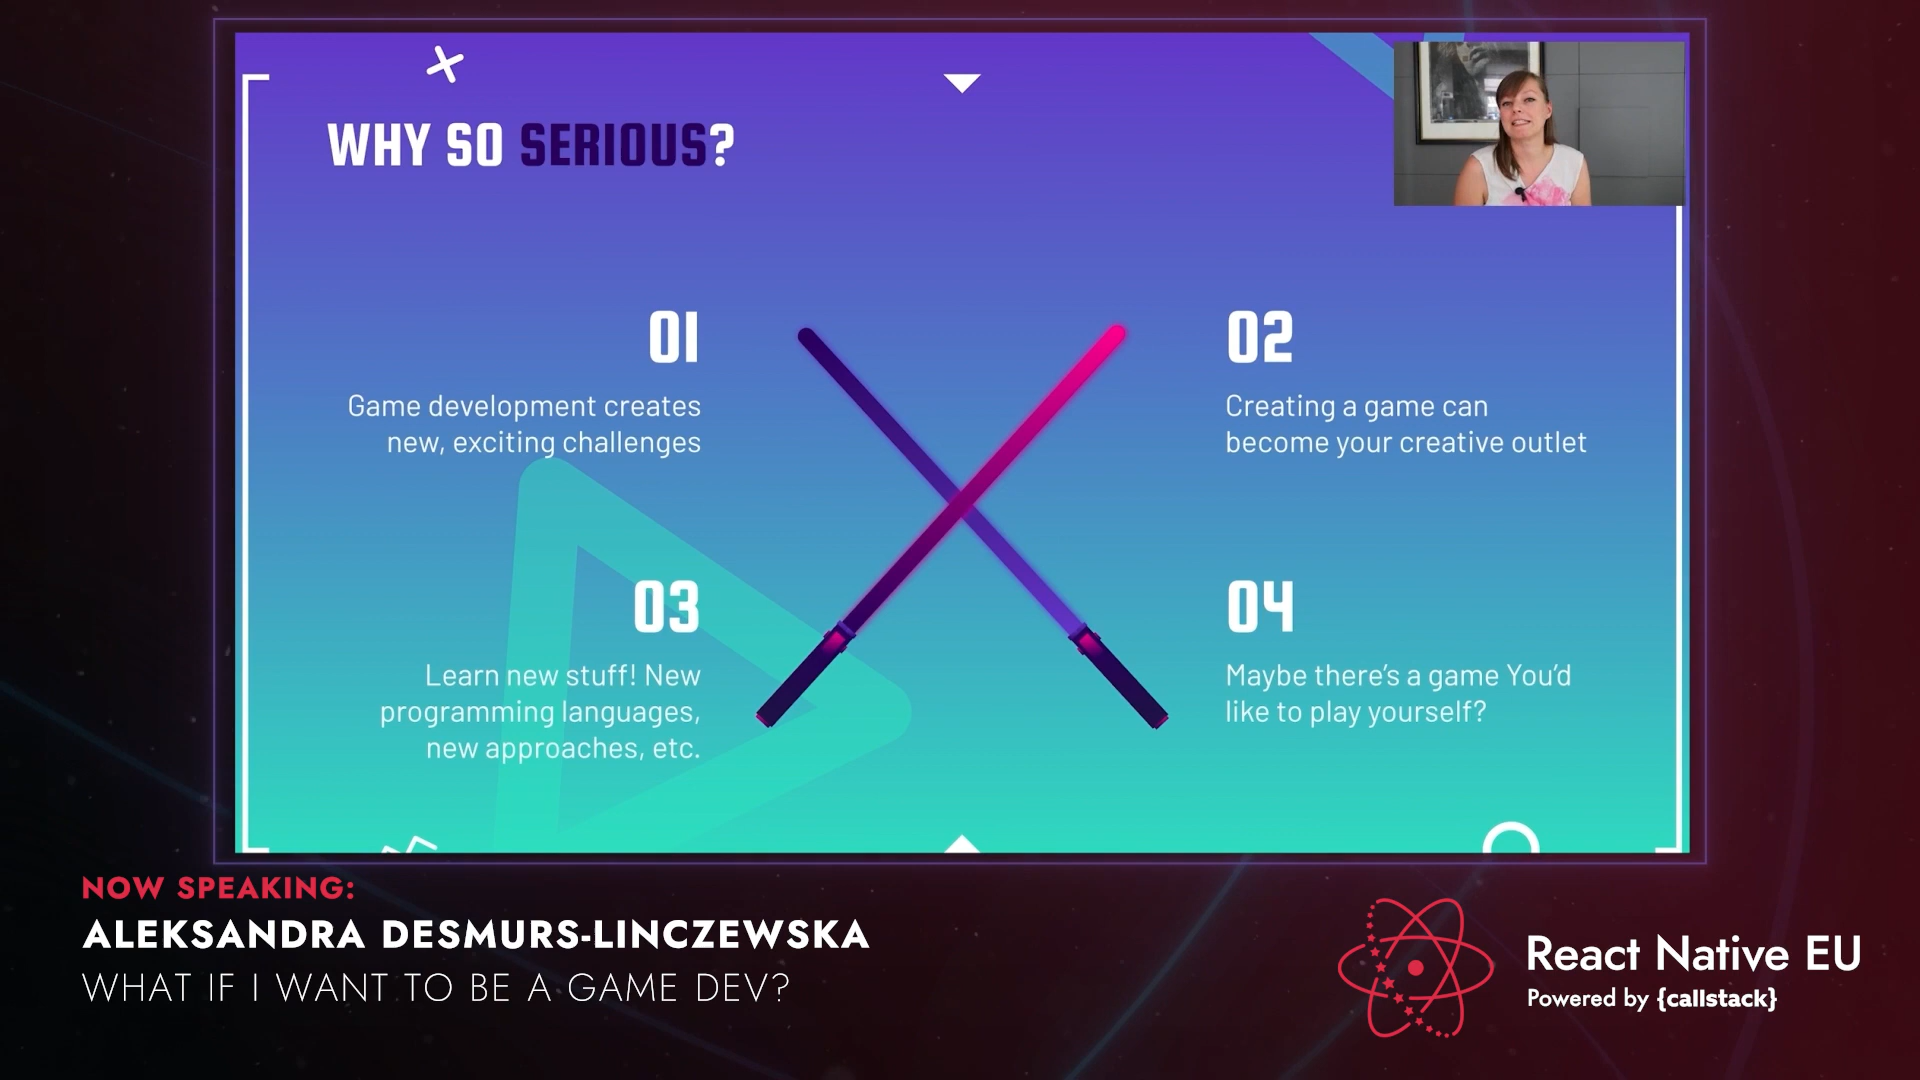 WHY SO SERIOUS?
01
Game development creates
new, exciting challenges
02
Creating a game can
become your creative outlet
03
Learn new stuff! New
programming languages,
new approaches, etc.
04
Maybe there's a game You'd
like to play yourself?
NOW SPEAKING:
ALEKSANDRA DESMURS-LINCZEWSKA
WHAT IF I WANT TO BE A GAME DEV?
React Native EU
Powered by {callstack}